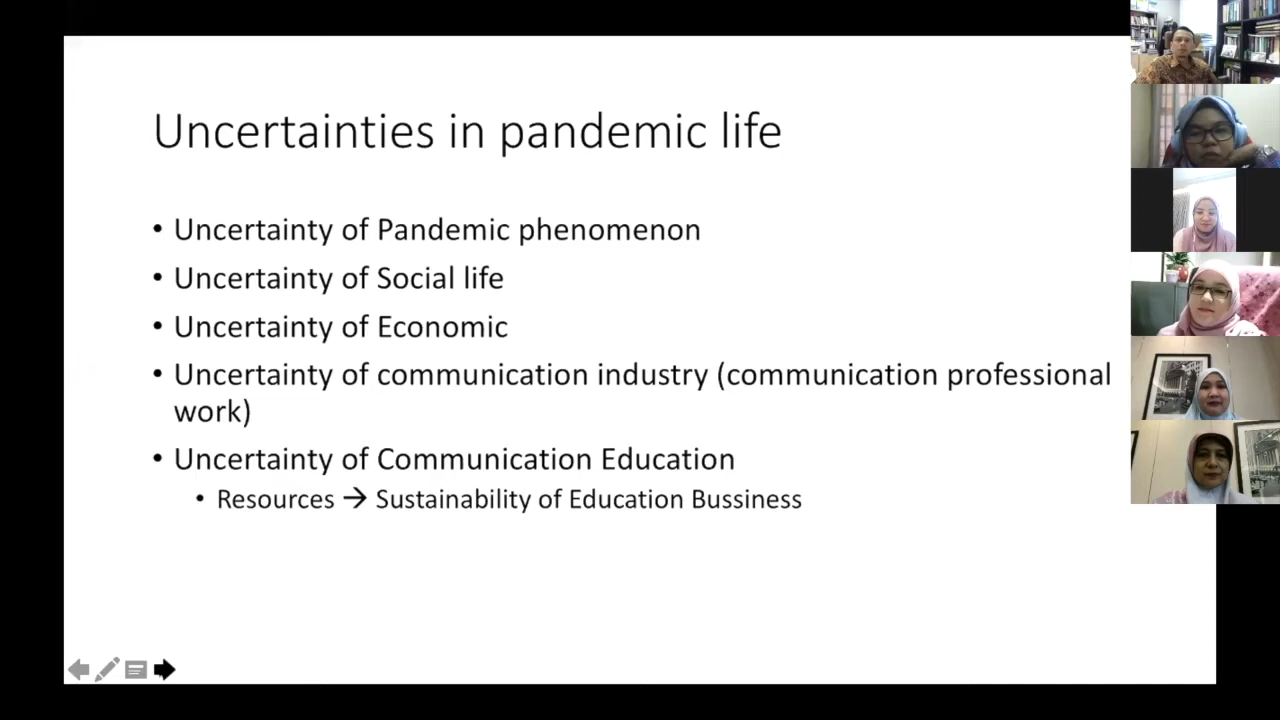 Uncertainties in pandemic life
• Uncertainty of Pandemic phenomenon
• Uncertainty of Social life
• Uncertainty of Economic
• Uncertainty of communication industry (communication professional
work)
• Uncertainty of Communication Education
• Resources → Sustainability of Education Bussiness